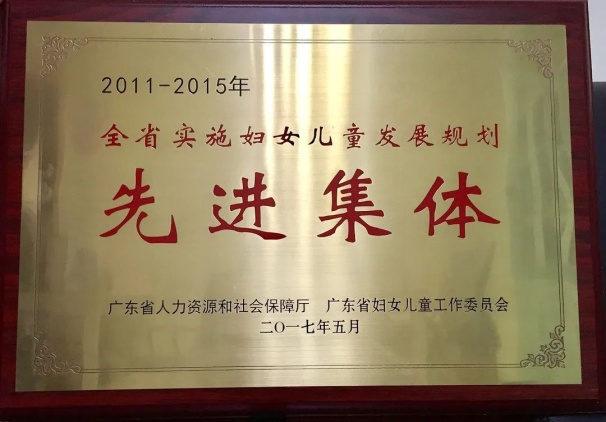 2011-2015年
全省实施妇女儿童发展规划
先进集体
广东省人力资源和社会保障厅 广东省妇女儿童工作委员会
二〇一七年五月